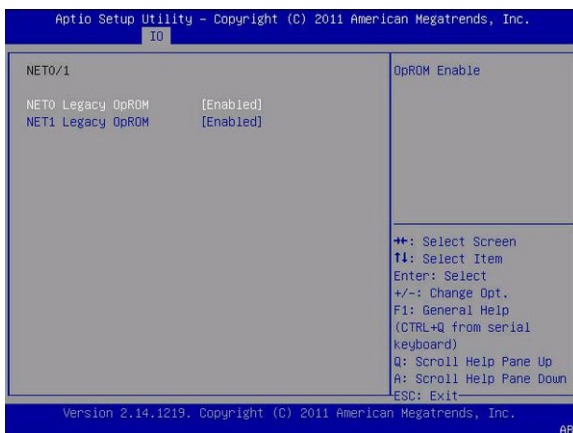 Aptio Setup Utility – Copyright (C) 2011 American Megatrends, Inc.
IO
NET0/1
NET0 Legacy OpROM [Enabled]
NET1 Legacy OpROM [Enabled]
OpROM Enable
→←: Select Screen
↑↓: Select Item
Enter: Select
+/-: Change Opt.
F1: General Help
(CTRL+Q from serial
keyboard)
Q: Scroll Help Pane Up
A: Scroll Help Pane Down
ESC: Exit
Version 2.14.1219. Copyright (C) 2011 American Megatrends, Inc.
AB